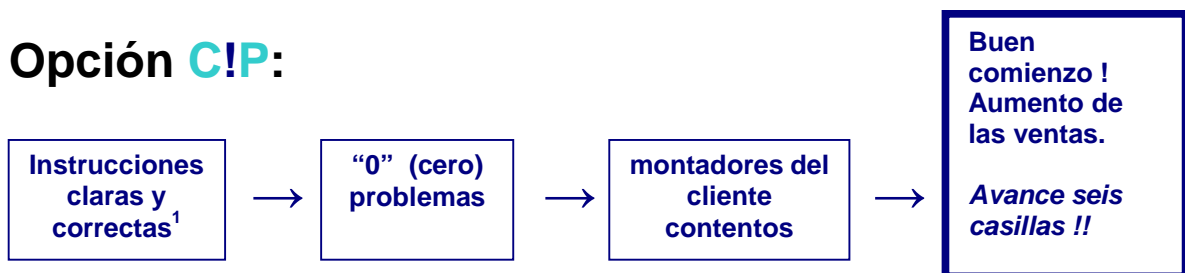 Opción C!P:
Instrucciones
claras y
correctas1
→
“0” (cero)
problemas
→
montadores del
cliente
contentos
→
Buen
comienzo !
Aumento de
las ventas.
Avance seis
casillas !!